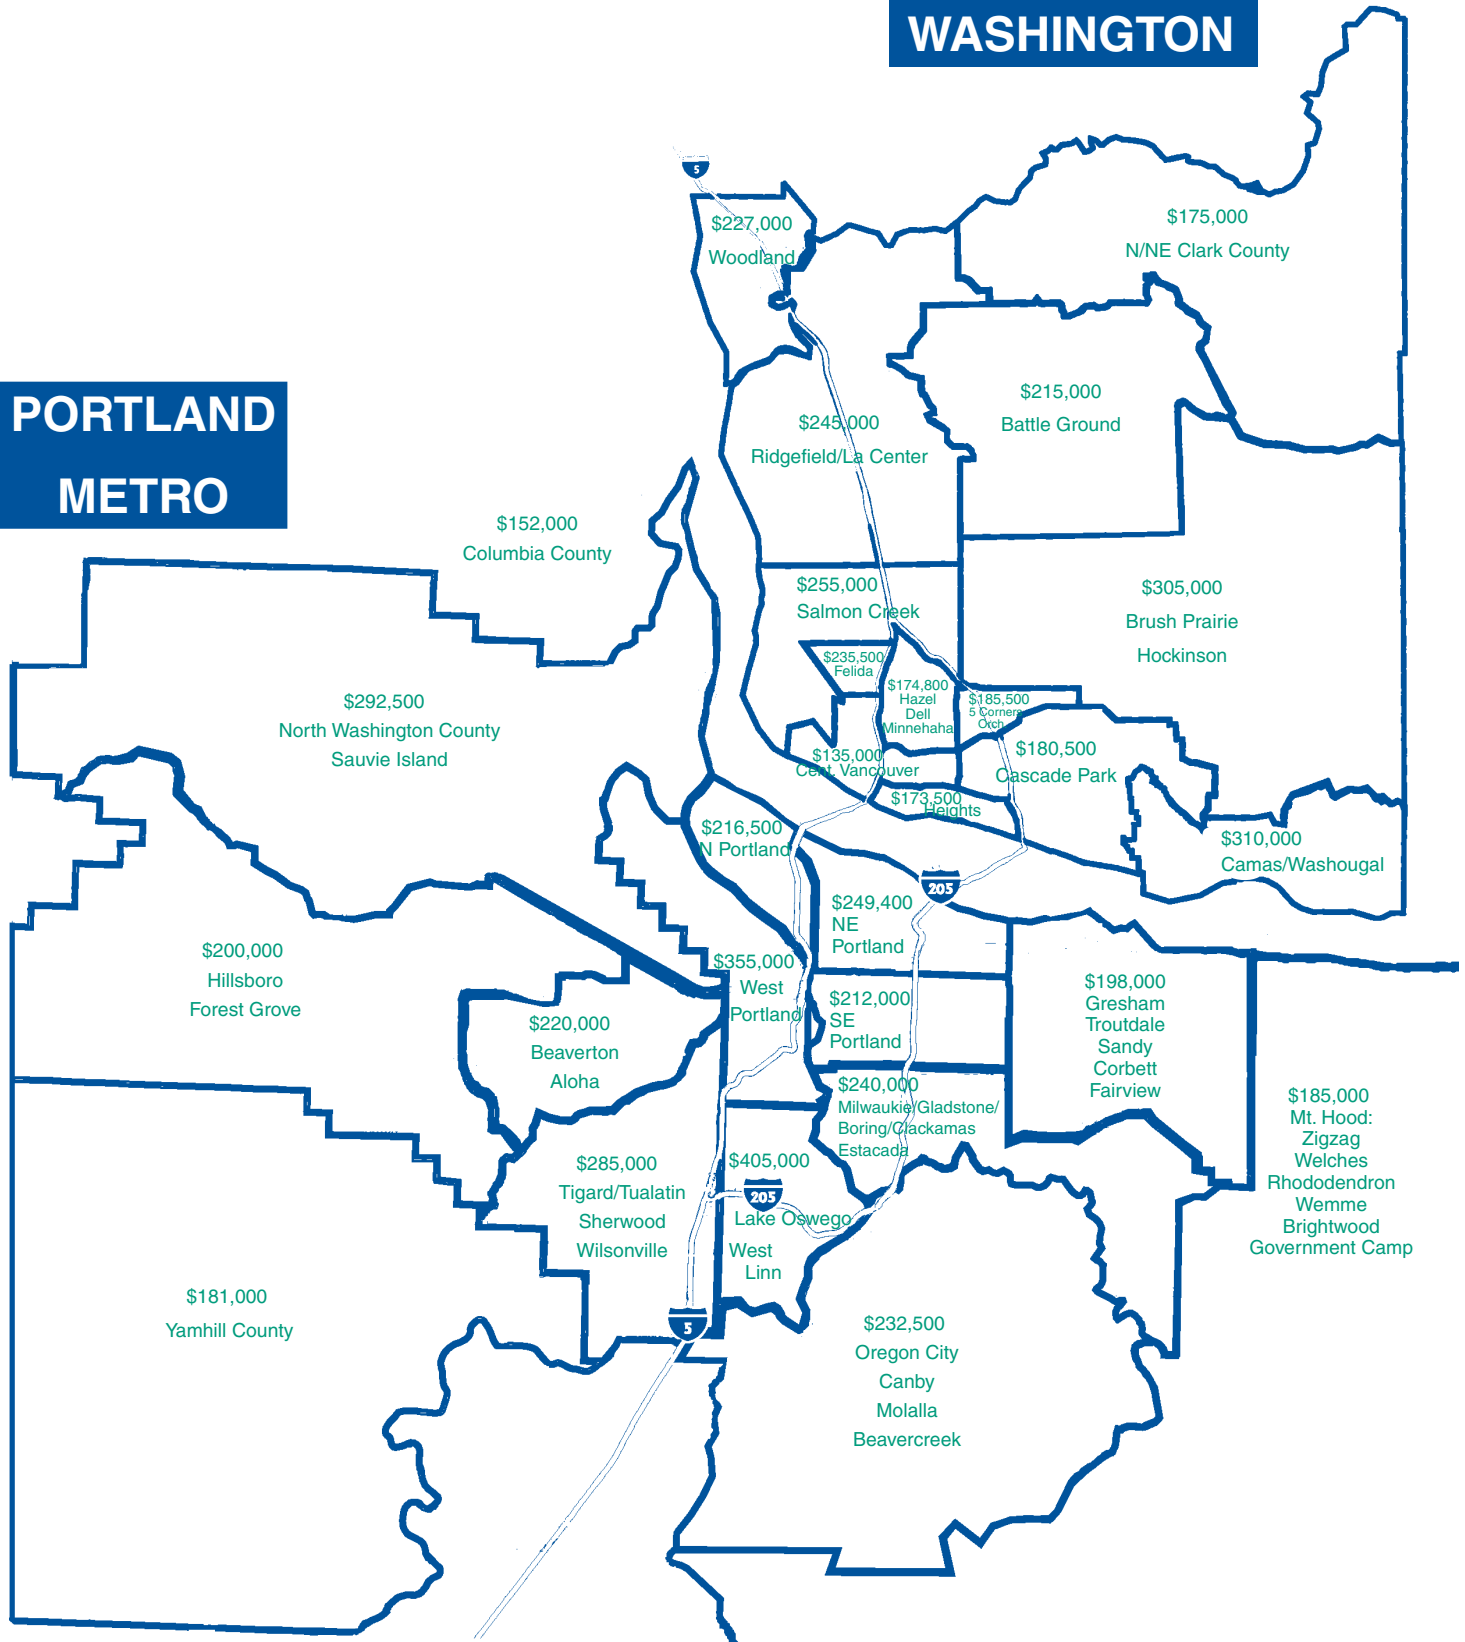 WASHINGTON
5
$227,000
Woodland
$175,000
N/NE Clark County
PORTLAND
METRO
$245,000
Ridgefield/La Center
$215,000
Battle Ground
$152,000
Columbia County
$255,000
Salmon Creek
$305,000
Brush Prairie
Hockinson
$235,500
Felida
$174,800
Hazel
Dell
Minnehaha
$185,500
5 Corners
Orch
$292,500
North Washington County
Sauvie Island
$135,000
Cent. Vancouver
$180,500
Cascade Park
$173,500
Heights
$216,500
N Portland
$310,000
Camas/Washougal
205
$249,400
NE
Portland
$200,000
Hillsboro
Forest Grove
$355,000
West
Portland
$212,000
SE
Portland
$198,000
Gresham
Troutdale
Sandy
Corbett
Fairview
$220,000
Beaverton
Aloha
$240,000
Milwaukie/Gladstone/
Boring/Clackamas
Estacada
$185,000
Mt. Hood:
Zigzag
Welches
Rhododendron
Wemme
Brightwood
Government Camp
$285,000
Tigard/Tualatin
Sherwood
Wilsonville
$405,000
205
Lake Oswego
West
Linn
$181,000
Yamhill County
5
$232,500
Oregon City
Canby
Molalla
Beavercreek